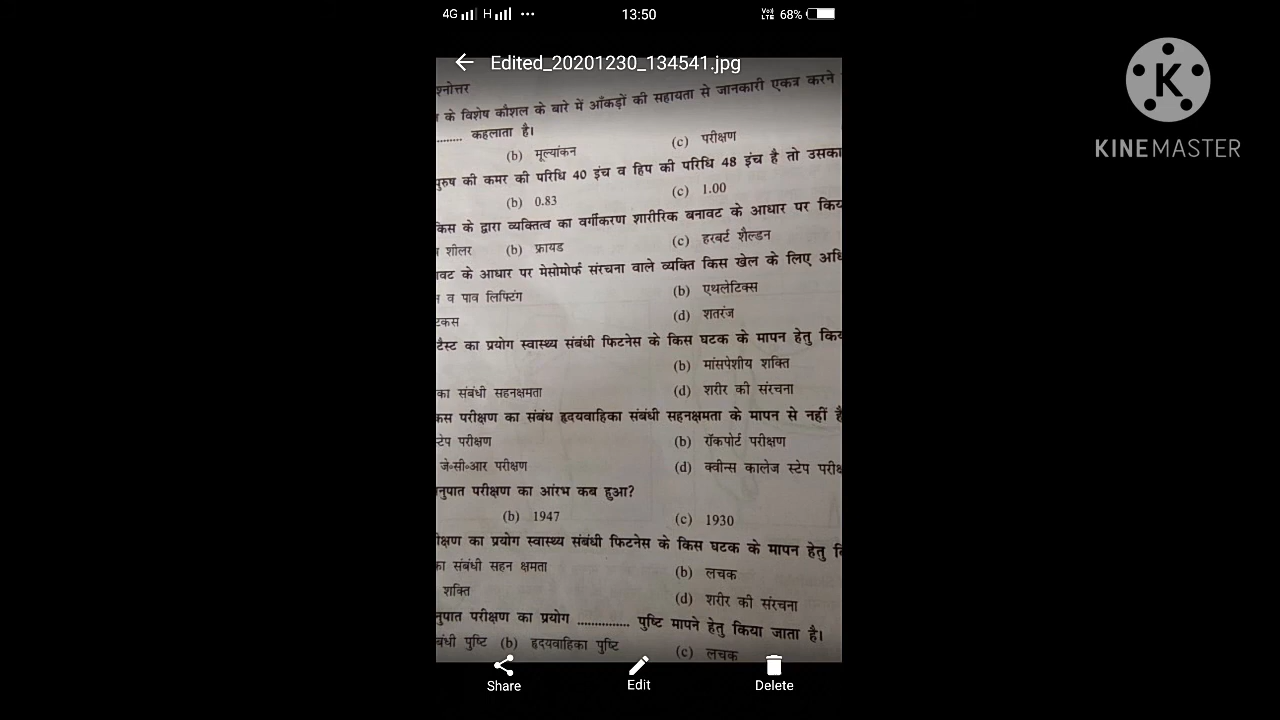 4G H ... 13:50 VoLTE 68%
Edited_20201230_134541.jpg
K
KINEMASTER
श्नोत्तर
के विशेष कौशल के बारे में आँकड़ों की सहायता से जानकारी एकत्र करने
......... कहलाता है।
(b) मूल्यांकन (c) परीक्षण
पुरुष की कमर की परिधि 40 इंच व हिप की परिधि 48 इंच है तो उसका
(b) 0.83 (c) 1.00
किस के द्वारा व्यक्तित्व का वर्गीकरण शारीरिक बनावट के आधार पर किय
शीलर (b) फ्रायड (c) हरबर्ट शैल्डन
वट के आधार पर मेसोमोर्फ संरचना वाले व्यक्ति किस खेल के लिए अधि
व पाव लिफ्टिंग (b) एथलेटिक्स
टिकस (d) शतरंज
टैस्ट का प्रयोग स्वास्थ्य संबंधी फिटनेस के किस घटक के मापन हेतु किय
(b) मांसपेशीय शक्ति
का संबंधी सहनक्षमता (d) शरीर की संरचना
कस परीक्षण का संबंध हृदयवाहिका संबंधी सहनक्षमता के मापन से नहीं है
स्टेप परीक्षण (b) रॉकपोर्ट परीक्षण
जे॰सी॰आर परीक्षण (d) क्वीन्स कालेज स्टेप परीक्ष
नुपात परीक्षण का आंरभ कब हुआ?
(b) 1947 (c) 1930
ीक्षण का प्रयोग स्वास्थ्य संबंधी फिटनेस के किस घटक के मापन हेतु कि
का संबंधी सहन क्षमता (b) लचक
शक्ति (d) शरीर की संरचना
नुपात परीक्षण का प्रयोग ............... पुष्टि मापने हेतु किया जाता है।
बंधी पुष्टि (b) हृदयवाहिका पुष्टि (c) लचक
Share Edit Delete